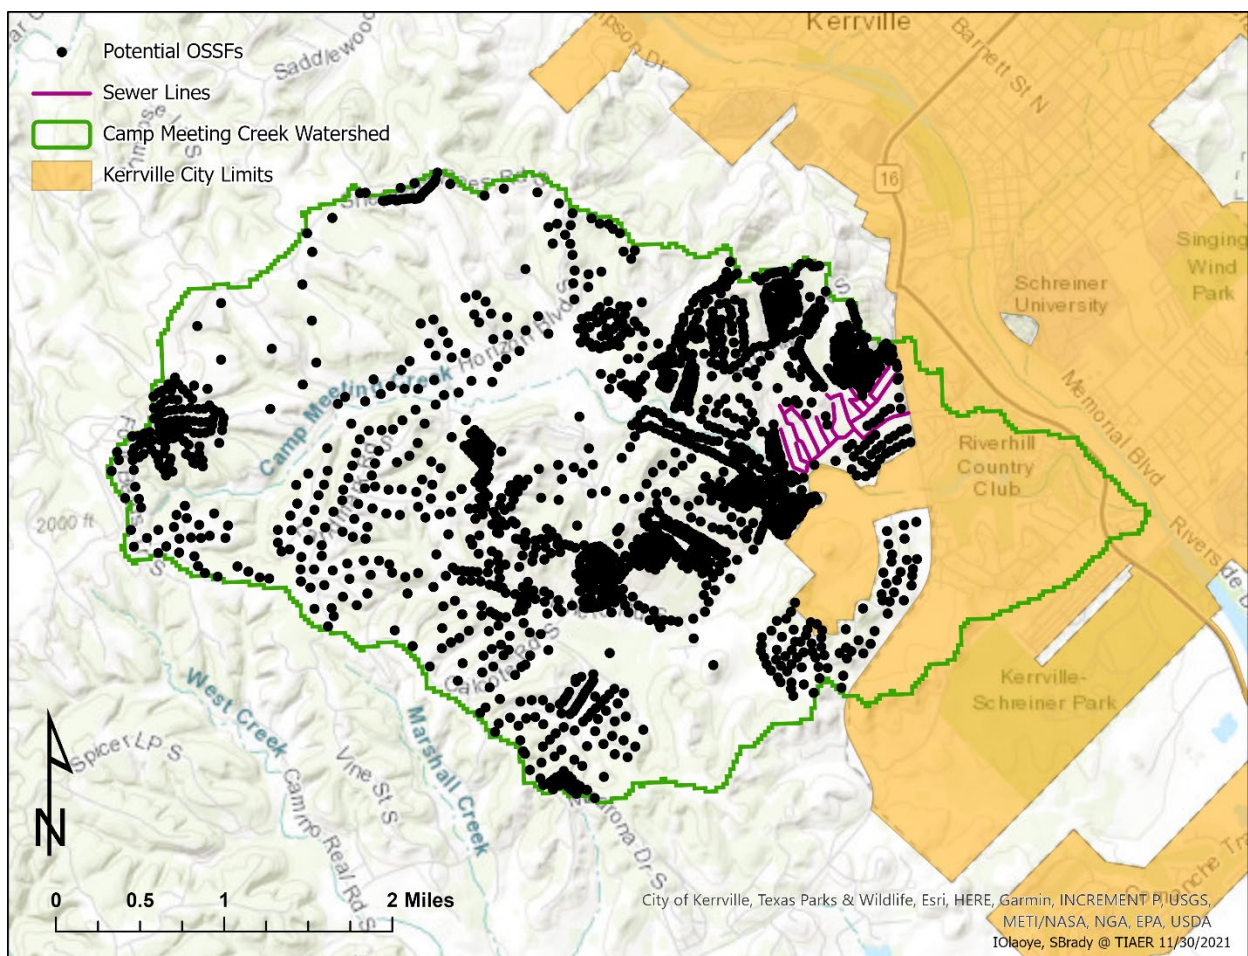 Kerrville
Barnett St N
Saddlewood
Potential OSSFs
Sewer Lines
Camp Meeting Creek Watershed
Kerrville City Limits
16
Singing
Wind
Park
Schreiner
University
Horizon Blvd S
Camp Meeting Creek
Memorial Blvd
Riverhill
Country
Club
2000 ft
Kerrville-
Schreiner Park
West Creek
Marshall Creek
Spicer LP S
Vine St S
Camino Real Rd S
N
0 0.5 1 2 Miles
City of Kerrville, Texas Parks & Wildlife, Esri, HERE, Garmin, INCREMENT P, USGS,
METI/NASA, NGA, EPA, USDA
IOlaoye, SBrady @ TIAER 11/30/2021